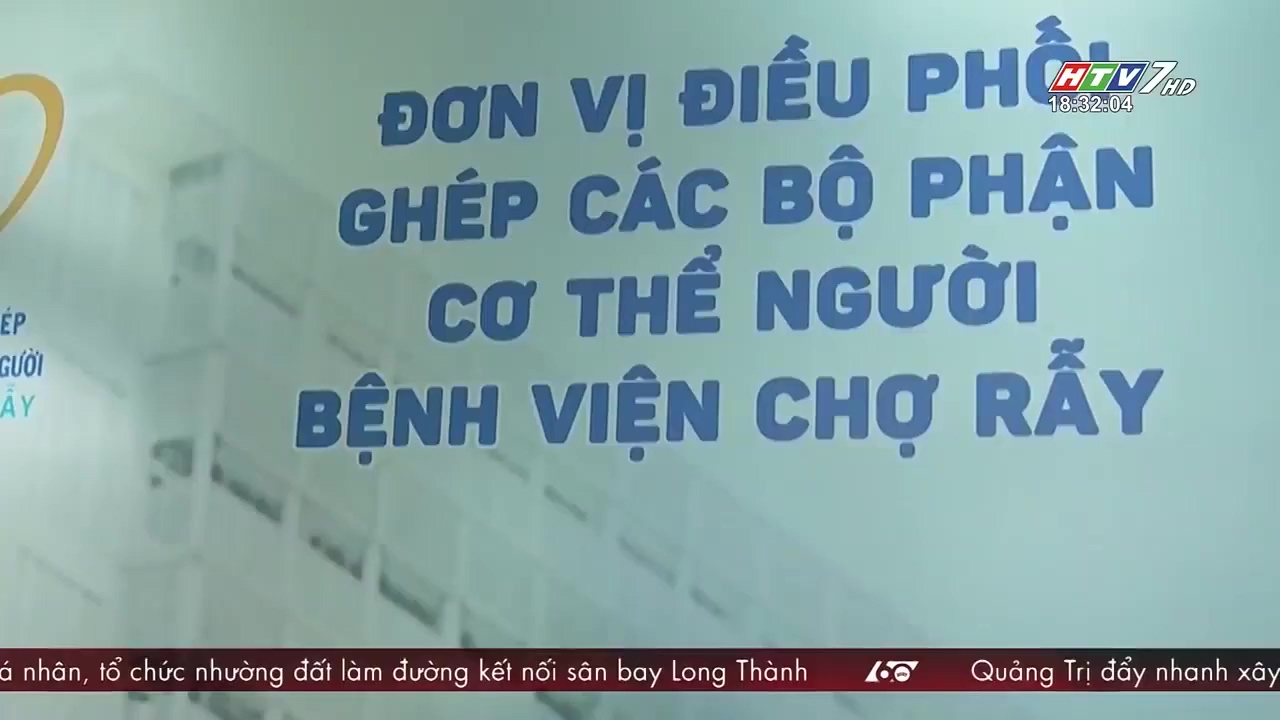 ĐƠN VỊ ĐIỀU PHỐI
GHÉP CÁC BỘ PHẬN
CƠ THỂ NGƯỜI
BỆNH VIỆN CHỢ RẪY
HTV7 HD
18:32:04
ÉP
GƯỜI
ẪY
á nhân, tổ chức nhường đất làm đường kết nối sân bay Long Thành
60
Quảng Trị đẩy nhanh xây